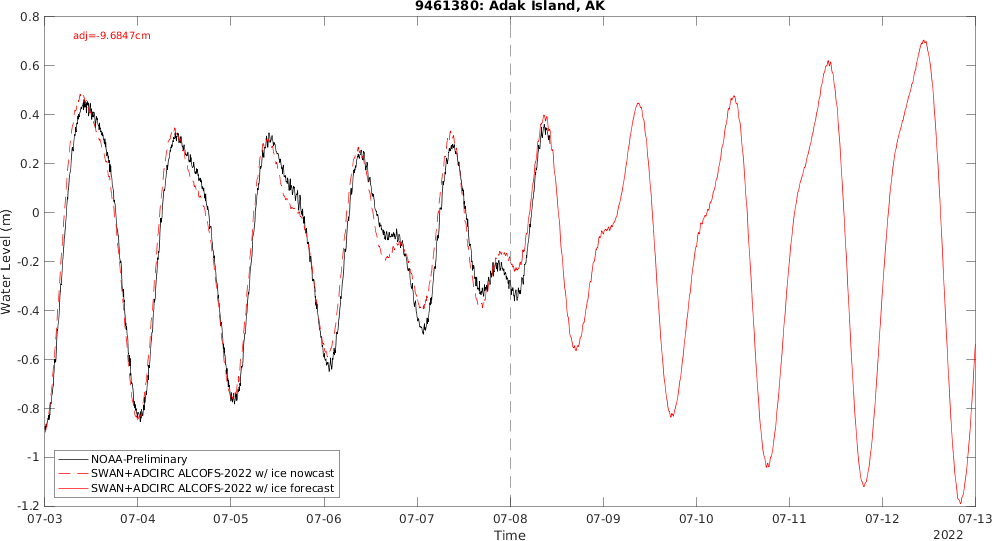 9461380: Adak Island, AK
adj=-9.6847cm
0.8
0.6
0.4
0.2
0
-0.2
-0.4
-0.6
-0.8
-1
-1.2
Water Level (m)
NOAA-Preliminary
SWAN+ADCIRC ALCOFS-2022 w/ ice nowcast
SWAN+ADCIRC ALCOFS-2022 w/ ice forecast
07-03 07-04 07-05 07-06 07-07 07-08 07-09 07-10 07-11 07-12 07-13
Time
2022